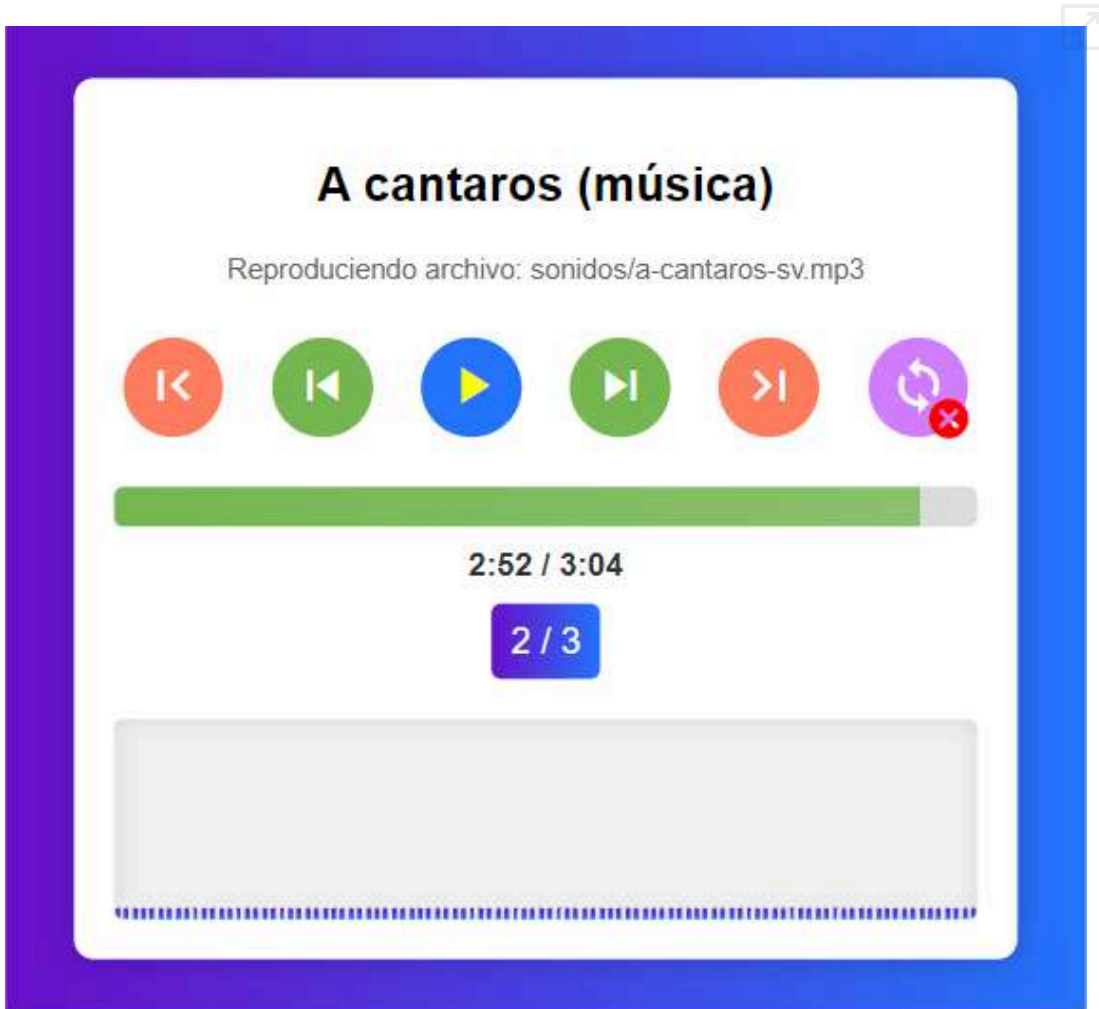 A cantaros (música)
Reproduciendo archivo: sonidos/a-cantaros-sv.mp3
2:52 / 3:04
2 / 3